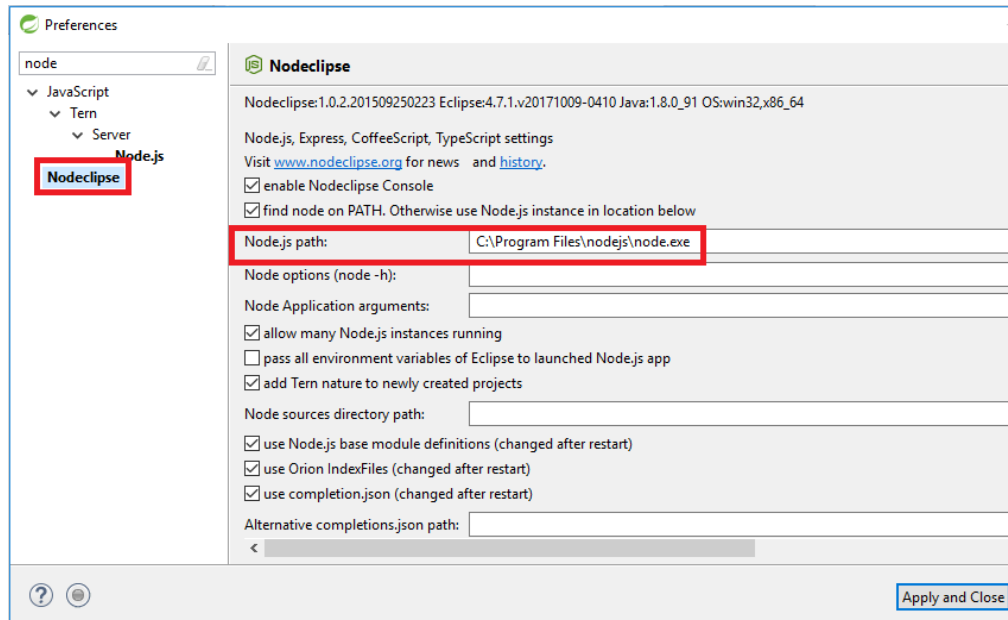 Preferences
node
JavaScript
Tern
Server
Node.js
Nodeclipse
JS Nodeclipse
Nodeclipse:1.0.2.201509250223 Eclipse:4.7.1.v20171009-0410 Java:1.8.0_91 OS:win32,x86_64
Node.js, Express, CoffeeScript, TypeScript settings
Visit www.nodeclipse.org for news and history.
enable Nodeclipse Console
find node on PATH. Otherwise use Node.js instance in location below
Node.js path: C:\Program Files\nodejs\node.exe
Node options (node -h):
Node Application arguments:
allow many Node.js instances running
pass all environment variables of Eclipse to launched Node.js app
add Tern nature to newly created projects
Node sources directory path:
use Node.js base module definitions (changed after restart)
use Orion IndexFiles (changed after restart)
use completion.json (changed after restart)
Alternative completions.json path:
?
Apply and Close